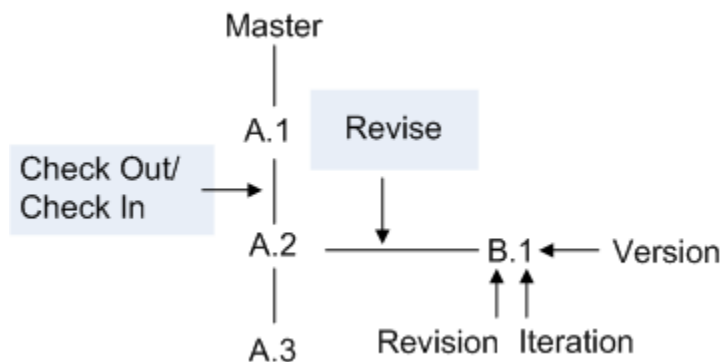 Master
A.1
Revise
Check Out/
Check In
A.2
B.1
Version
A.3
Revision
Iteration